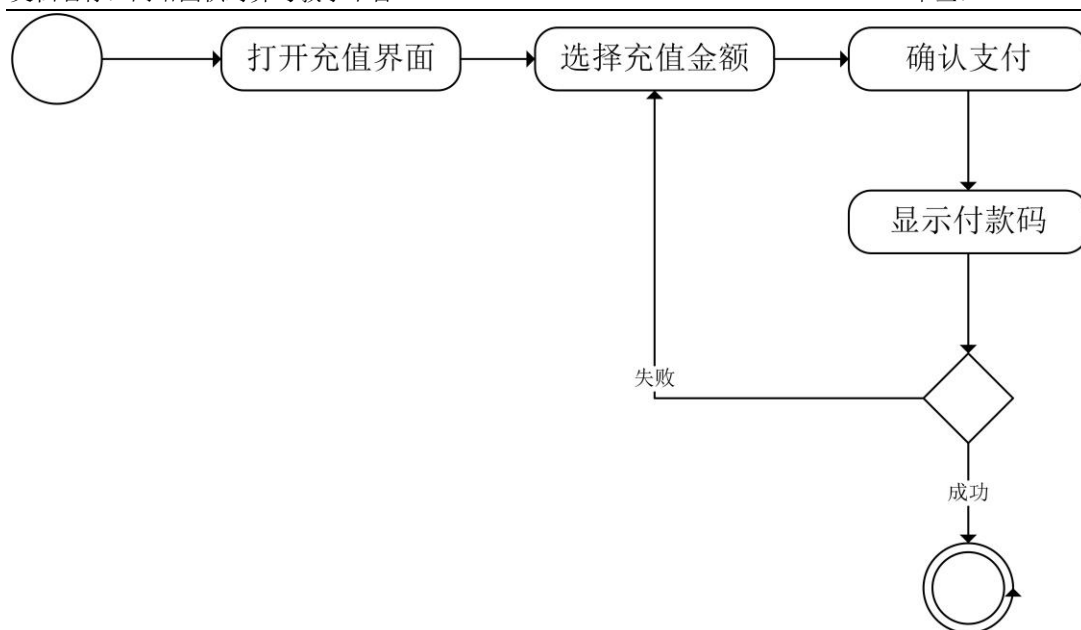 打开充值界面
选择充值金额
确认支付
显示付款码
失败
成功